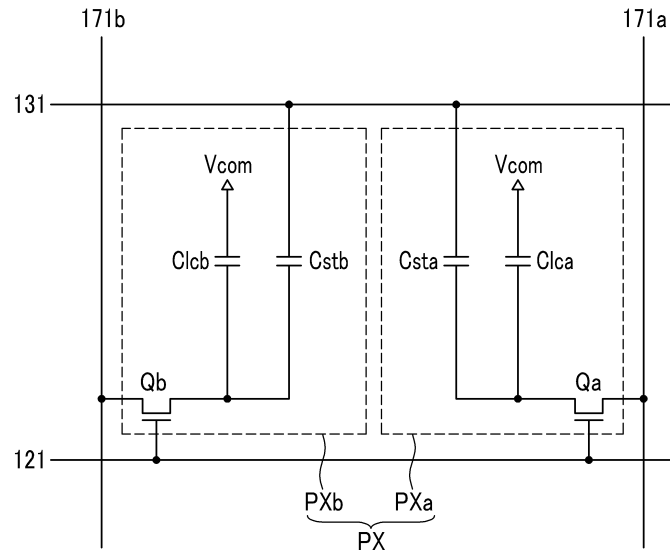 171b 171a
131
Vcom Vcom
Clcb Cstb Csta Clca
Qb Qa
121
PXb PXa
PX